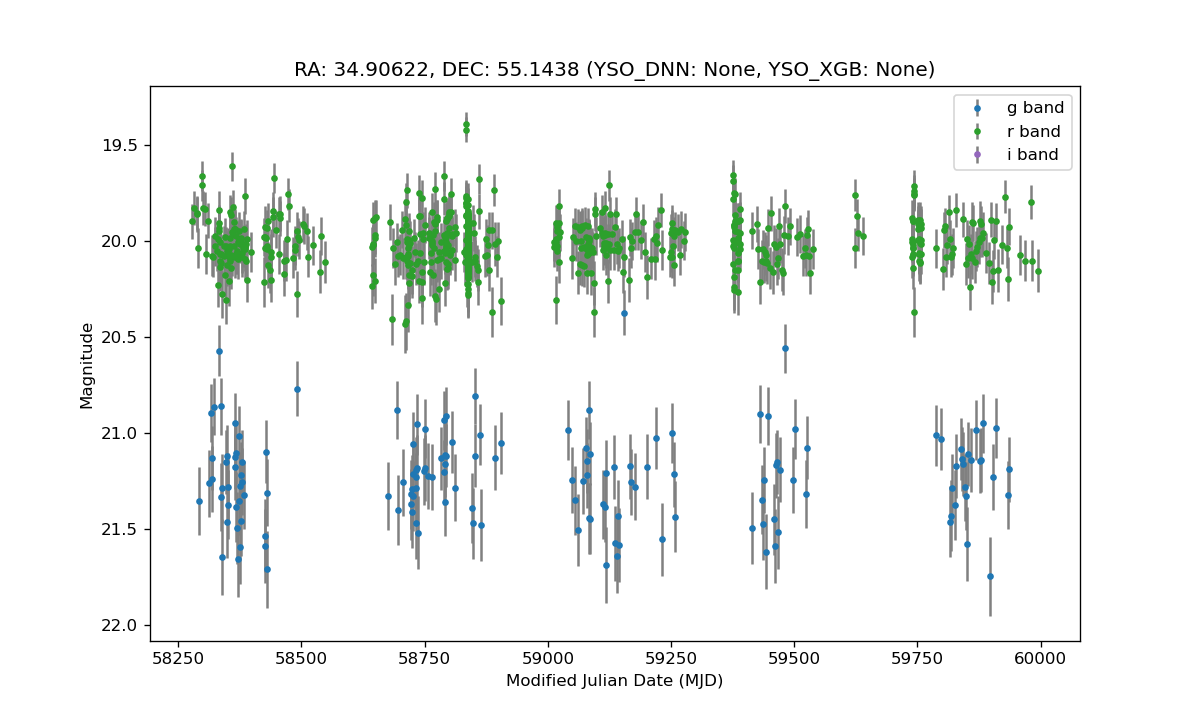 RA: 34.90622, DEC: 55.1438 (YSO_DNN: None, YSO_XGB: None)
g band
r band
i band
19.5
20.0
20.5
21.0
21.5
22.0
Magnitude
58250 58500 58750 59000 59250 59500 59750 60000
Modified Julian Date (MJD)